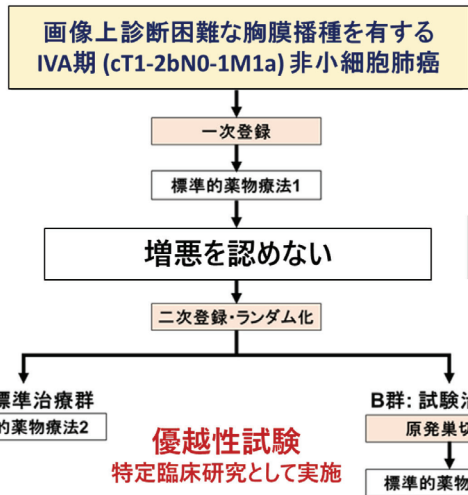 画像上診断困難な胸膜播種を有する
IVA期 (cT1-2bN0-1M1a) 非小細胞肺癌
一次登録
標準的薬物療法1
増悪を認めない
二次登録・ランダム化
標準治療群
的薬物療法2
B群: 試験治
原発巣切
優越性試験
特定臨床研究として実施
標準的薬物